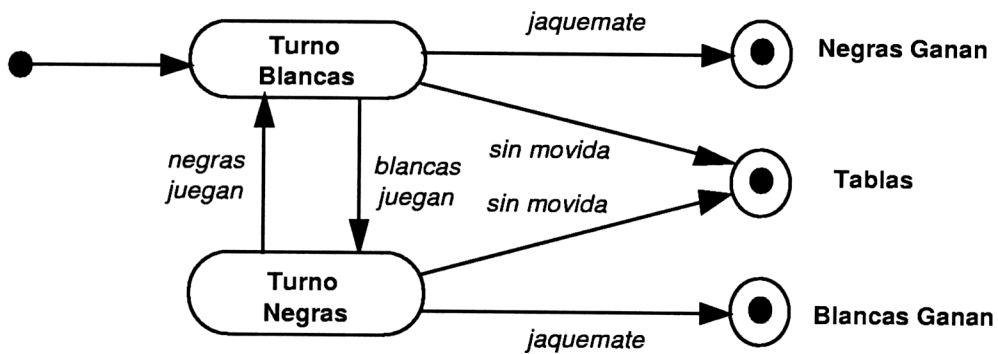 jaquemate
Turno
Blancas
Negras Ganan
negras
juegan
blancas
juegan
sin movida
Tablas
sin movida
Turno
Negras
Blancas Ganan
jaquemate